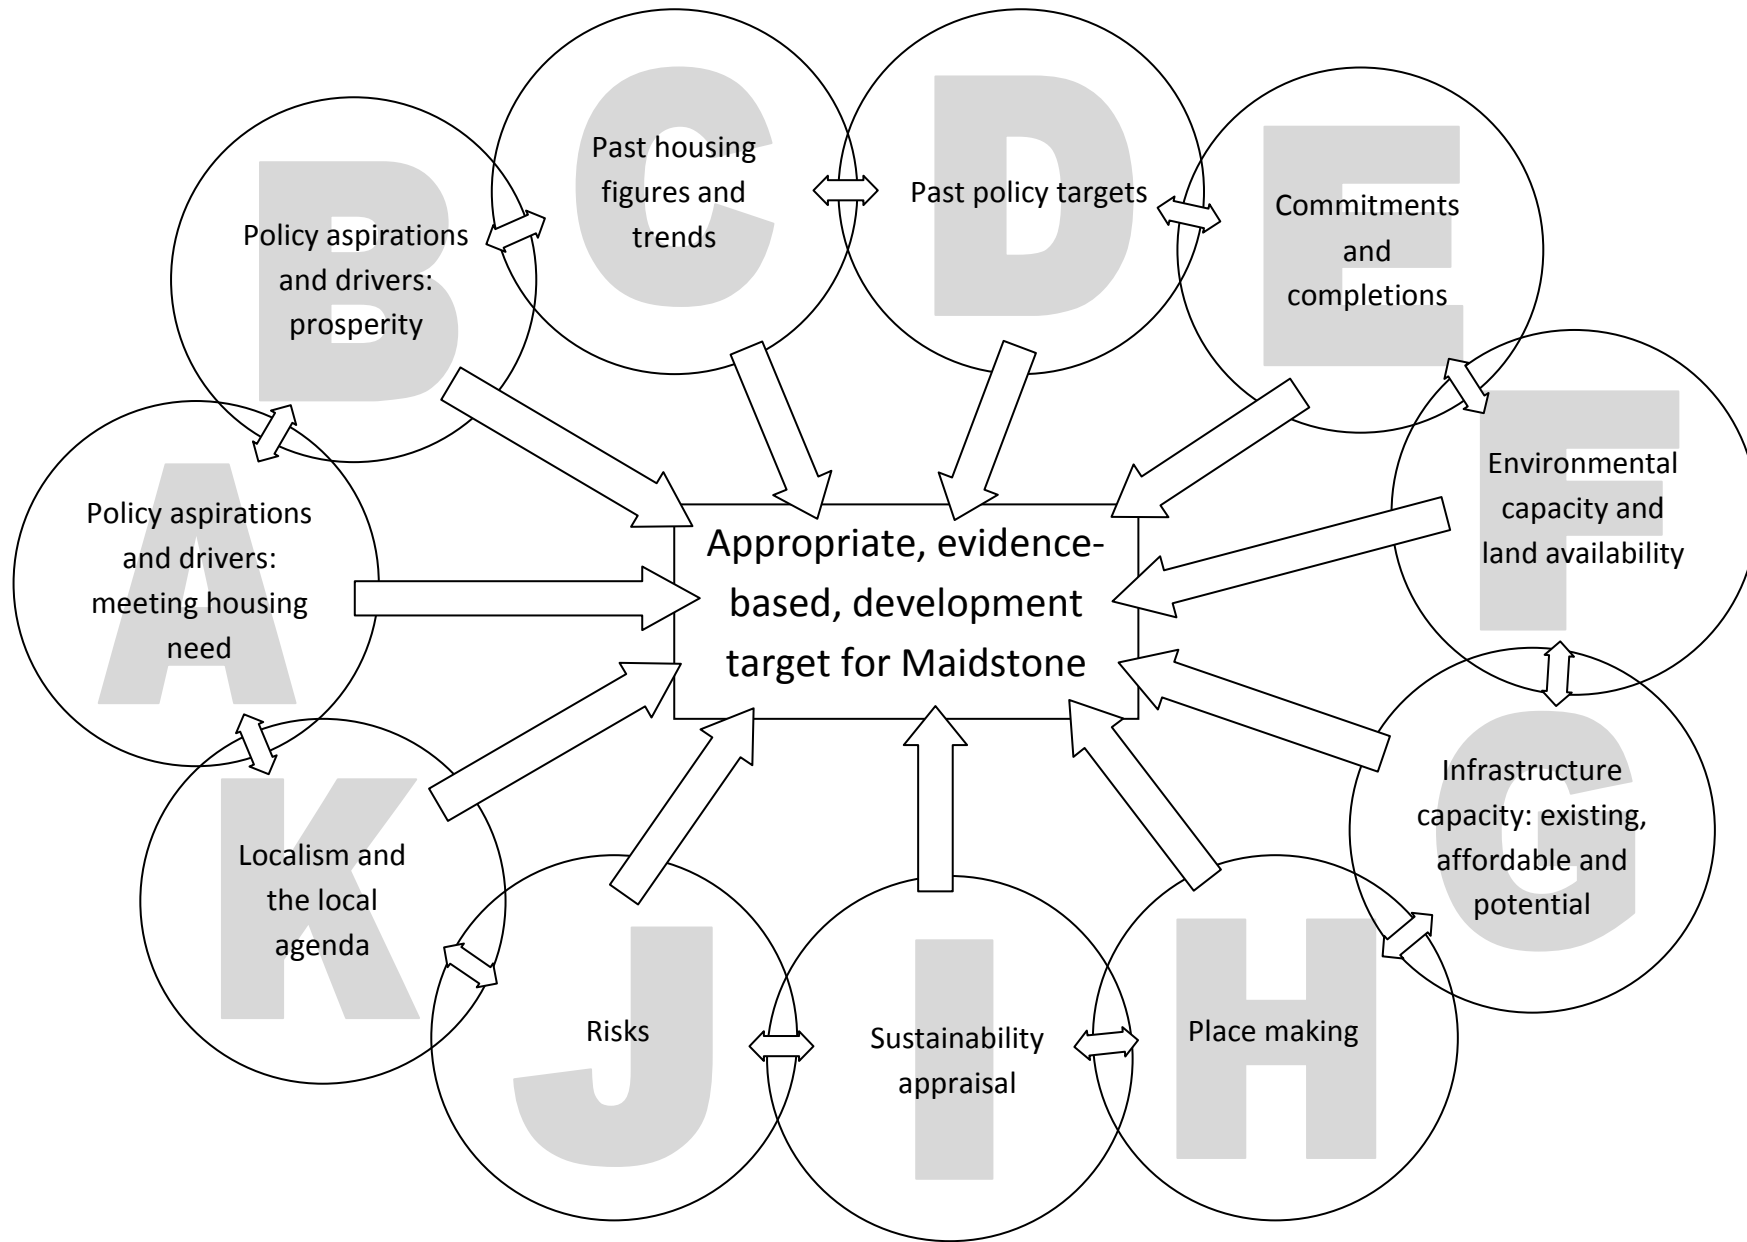 A
Policy aspirations
and drivers:
meeting housing
need
B
Policy aspirations
and drivers:
prosperity
C
Past housing
figures and
trends
D
Past policy targets
E
Commitments
and
completions
F
Environmental
capacity and
land availability
G
Infrastructure
capacity: existing,
affordable and
potential
H
Place making
I
Sustainability
appraisal
J
Risks
K
Localism and
the local
agenda
Appropriate, evidence-
based, development
target for Maidstone